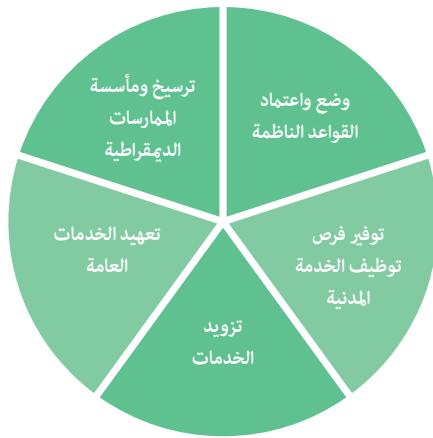 وضع واعتماد
القواعد الناظمة
توفير فرص
توظيف الخدمة
المدنية
تزويد
الخدمات
تعهيد الخدمات
العامة
ترسيخ ومأسسة
الممارسات
الديمقراطية